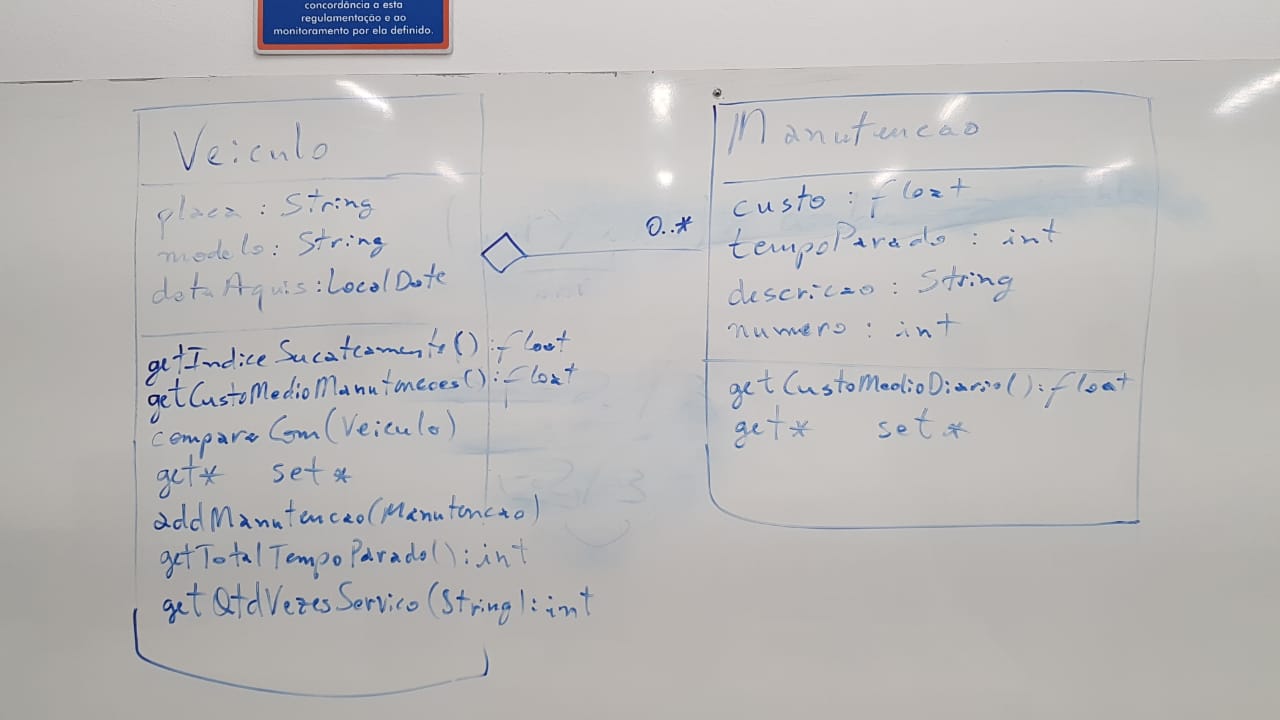 concordância a esta
regulamentação e ao
monitoramento por ela definido.
Veiculo
placa : String
modelo : String
dataAquis : LocalDate
getIndiceSucateamento() : float
getCustoMedioManutencoes() : float
compararCom(Veiculo)
get* set*
addManutencao(Manutencao)
getTotalTempoParado() : int
getQtdVezesServico(String) : int
0..*
Manutencao
custo : float
tempoParado : int
descricao : String
numero : int
getCustoMedioDiario() : float
get* set*